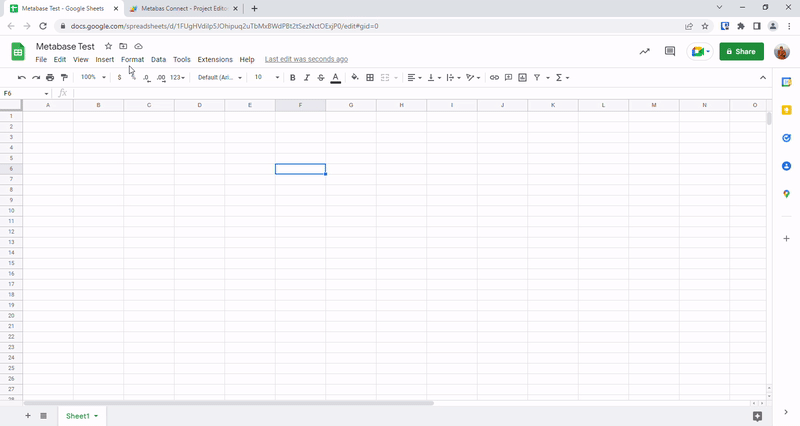 Metabase Test - Google Sheets
Metabas Connect - Project Editor
docs.google.com/spreadsheets/d/1FUgHVdilp5JOhipuq2uTbMxBWdPBt2tSezNctOExjP0/edit#gid=0
Metabase Test
File Edit View Insert Format Data Tools Extensions Help Last edit was seconds ago
Share
100% $ % .0 .00 123 Default (Ari... 10 B I S A
F6 fx
A B C D E F G H I J K L M N O
1
2
3
4
5
6
7
8
9
10
11
12
13
14
15
16
17
18
19
20
21
22
23
24
25
26
27
28
Sheet1